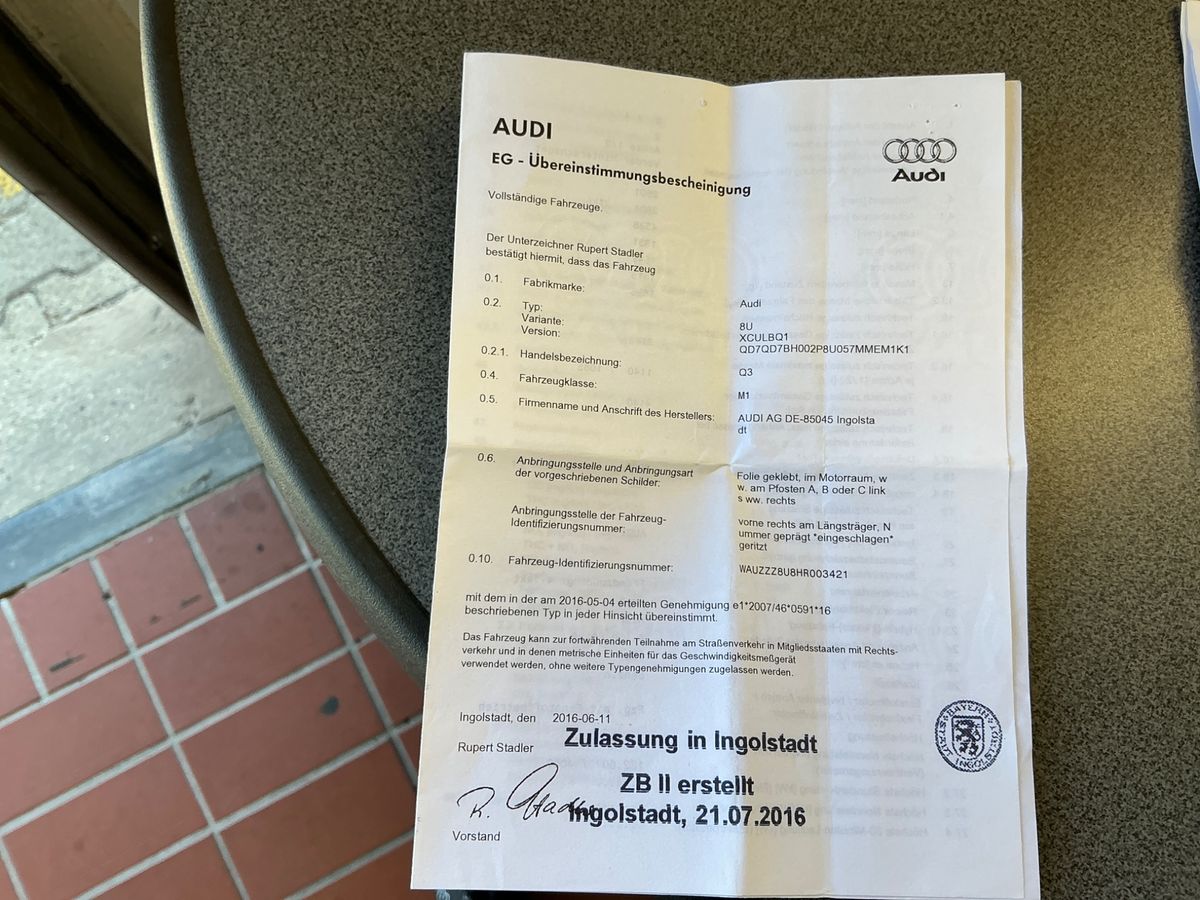 AUDI
Audi
EG - Übereinstimmungsbescheinigung
Vollständige Fahrzeuge,
Der Unterzeichner Rupert Stadler
bestätigt hiermit, dass das Fahrzeug
0.1. Fabrikmarke: Audi
0.2. Typ: 8U
Variante: XCULBQ1
Version: QD7QD7BH002P8U057MMEM1K1
0.2.1. Handelsbezeichnung: Q3
0.4. Fahrzeugklasse: M1
0.5. Firmenname und Anschrift des Herstellers: AUDI AG DE-85045 Ingolsta
dt
0.6. Anbringungsstelle und Anbringungsart Folie geklebt, im Motorraum, w
der vorgeschriebenen Schilder: w. am Pfosten A, B oder C link
s ww. rechts
Anbringungsstelle der Fahrzeug- vorne rechts am Längsträger, N
Identifizierungsnummer: ummer geprägt *eingeschlagen*
geritzt
0.10. Fahrzeug-Identifizierungsnummer: WAUZZZ8U8HR003421
mit dem in der am 2016-05-04 erteilten Genehmigung e1*2007/46*0591*16
beschriebenen Typ in jeder Hinsicht übereinstimmt.
Das Fahrzeug kann zur fortwährenden Teilnahme am Straßenverkehr in Mitgliedsstaaten mit Rechts-
verkehr und in denen metrische Einheiten für das Geschwindigkeitsmeßgerät
verwendet werden, ohne weitere Typengenehmigungen zugelassen werden.
Ingolstadt, den 2016-06-11
Rupert Stadler
Zulassung in Ingolstadt
ZB II erstellt
Ingolstadt, 21.07.2016
R. Stadler
Vorstand
BAYERN
INGOLSTADT